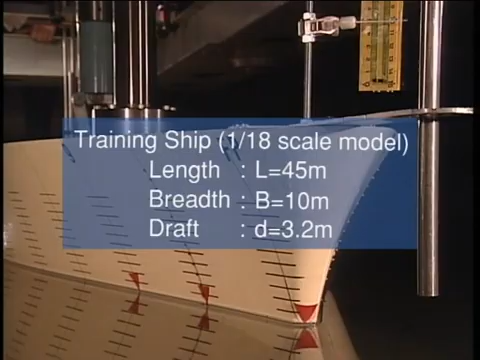 Training Ship (1/18 scale model)
Length : L=45m
Breadth : B=10m
Draft : d=3.2m